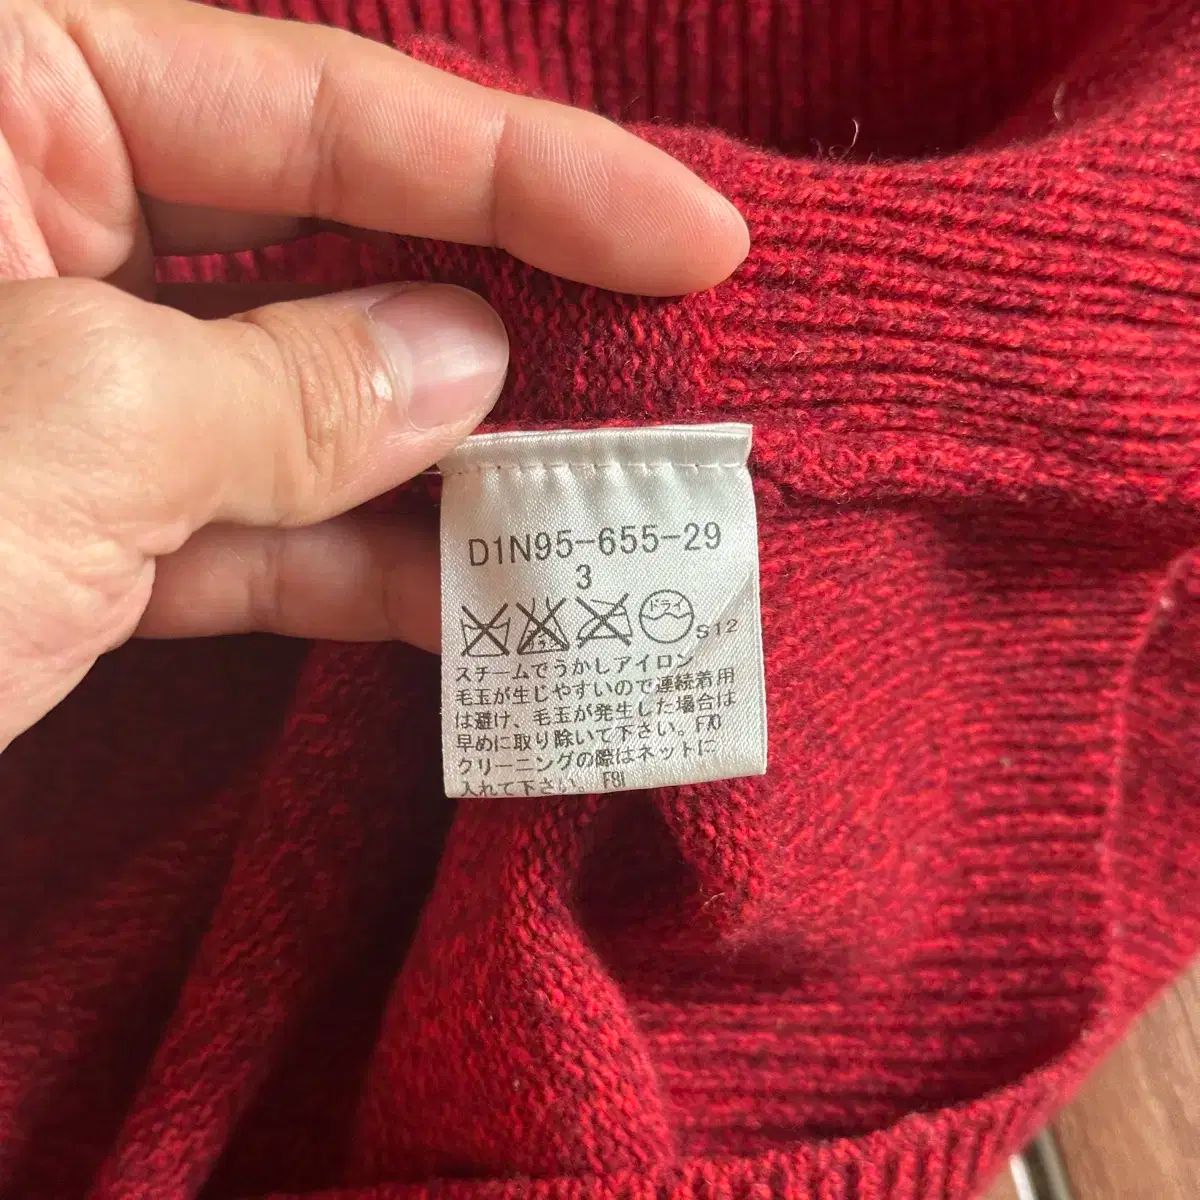 D1N95-655-29
3
ドライ
S12
スチームでうかしアイロン
毛玉が生じやすいので連続着用
は避け、毛玉が発生した場合は
早めに取り除いて下さい。F70
クリーニングの際はネットに
入れて下さい。F81